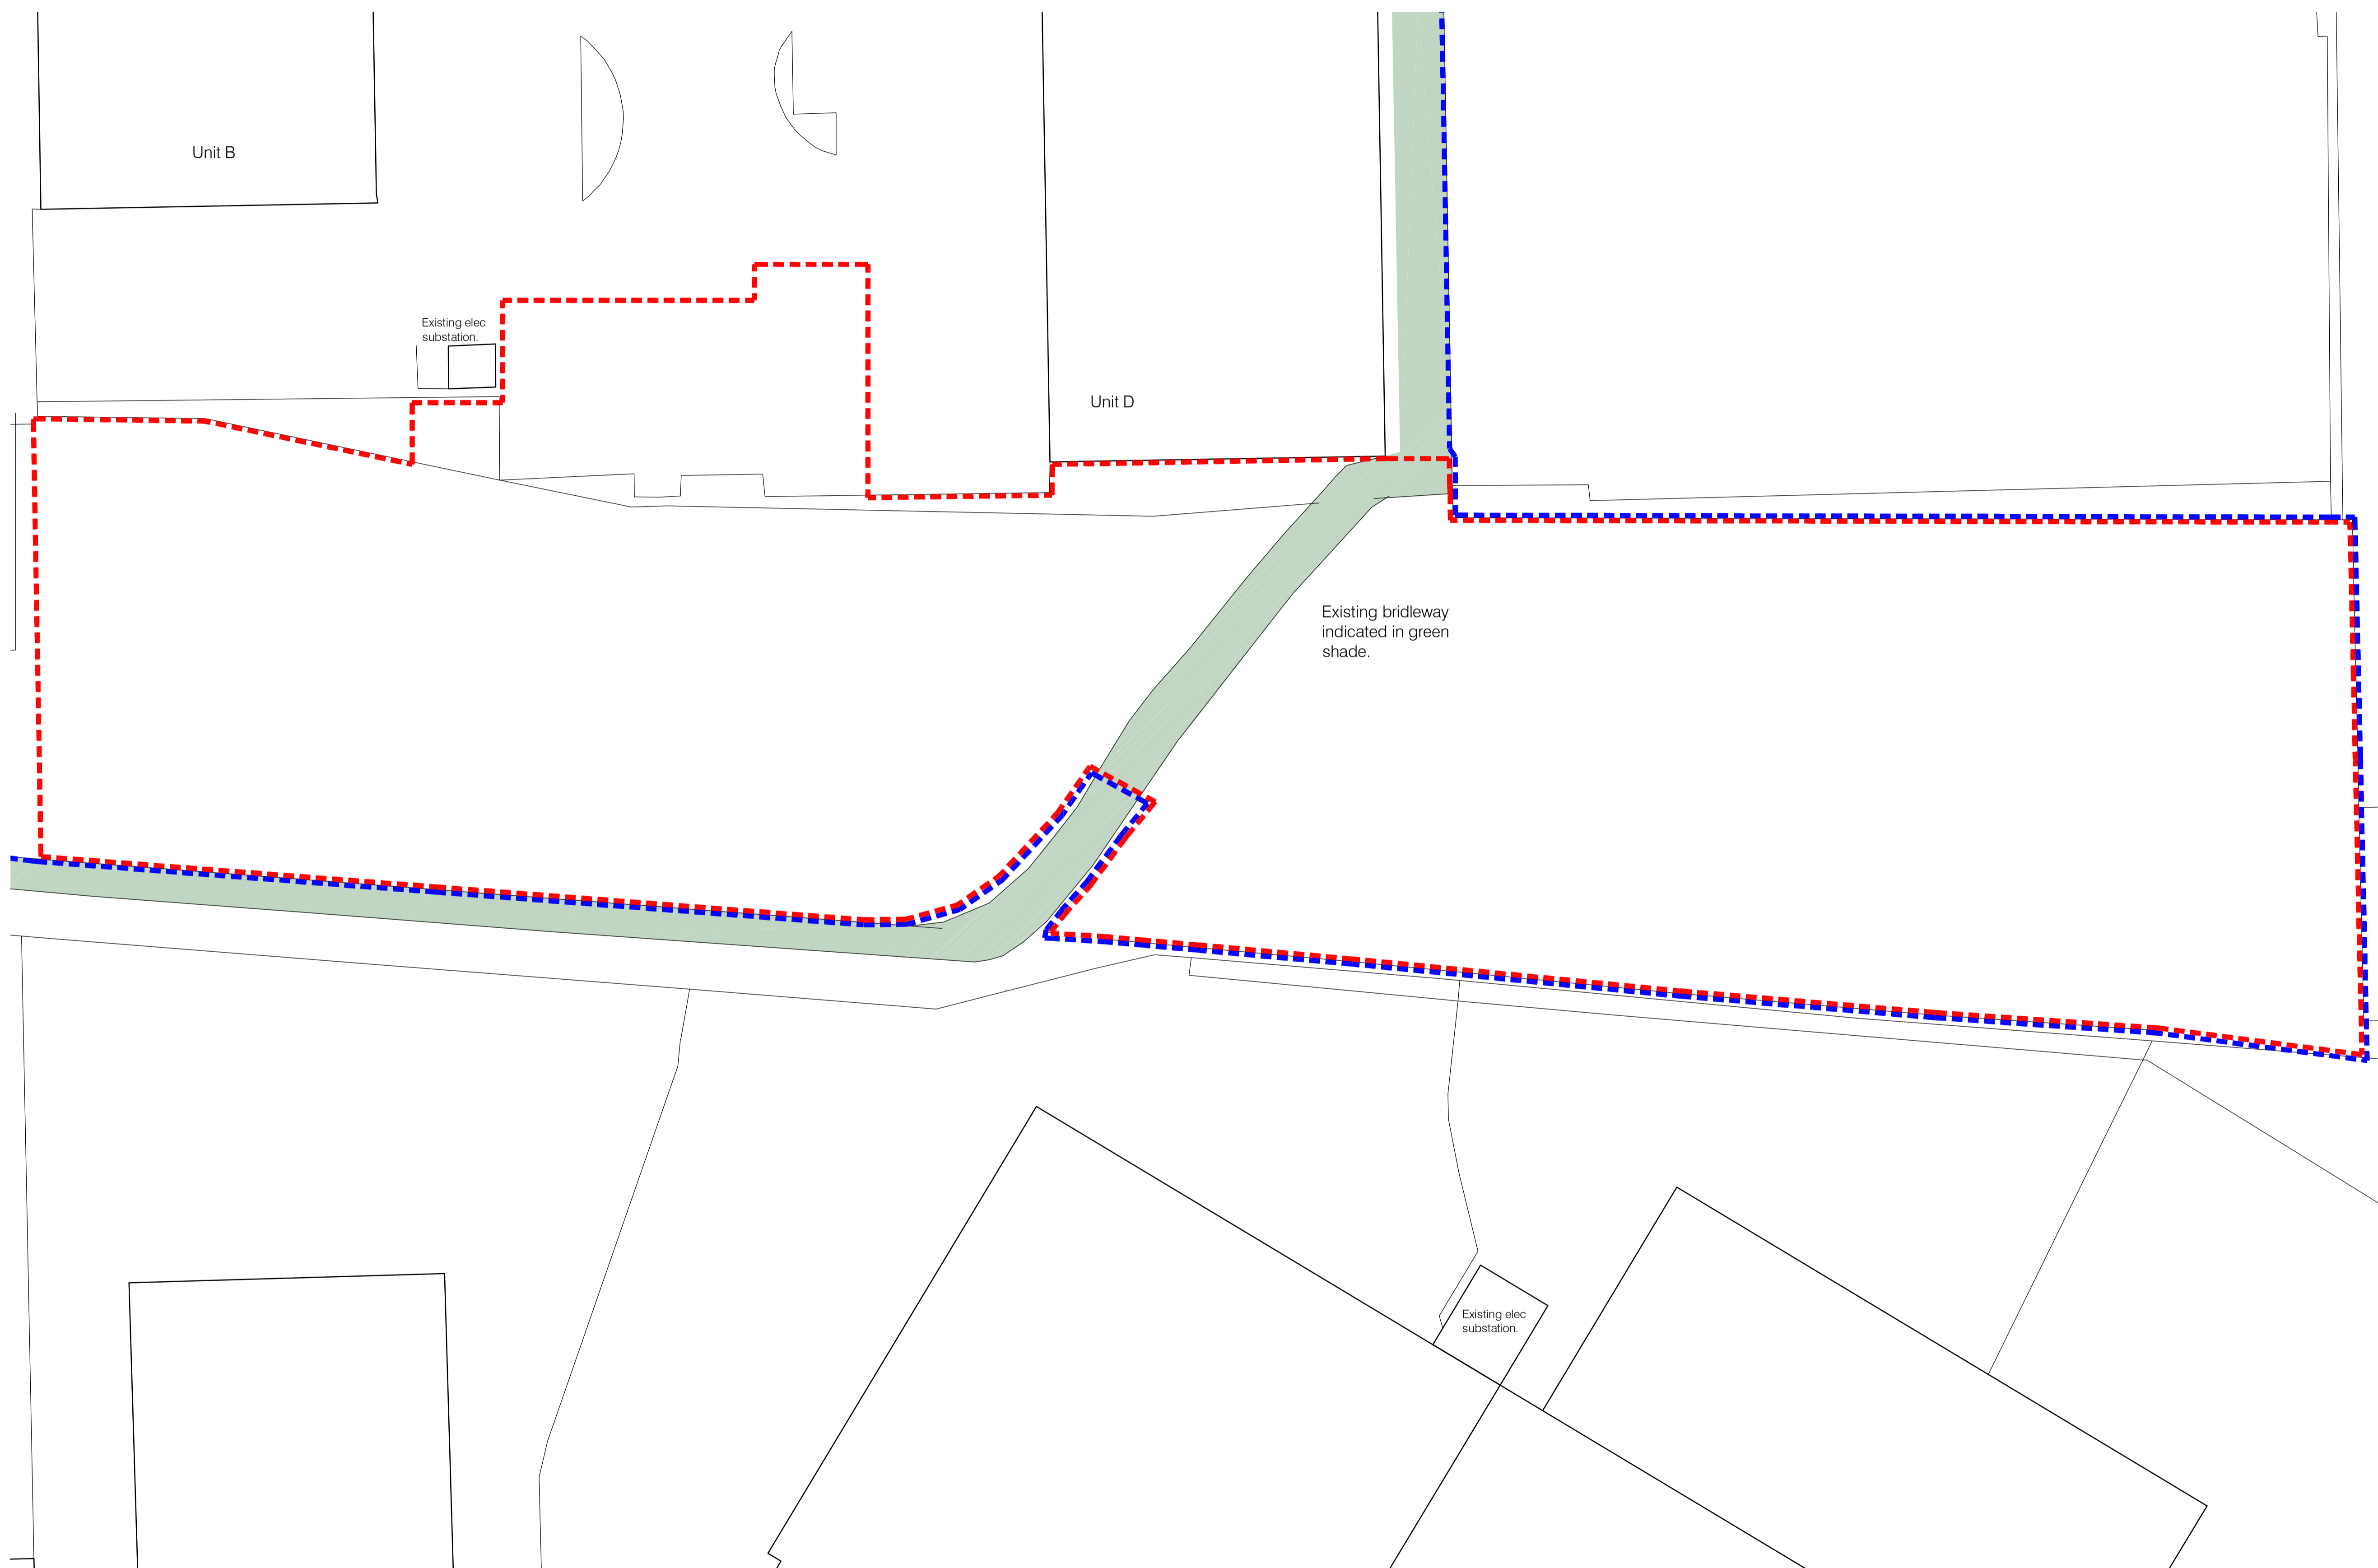 Unit B
Existing elec
substation.
Unit D
Existing bridleway
indicated in green
shade.
Existing elec
substation.